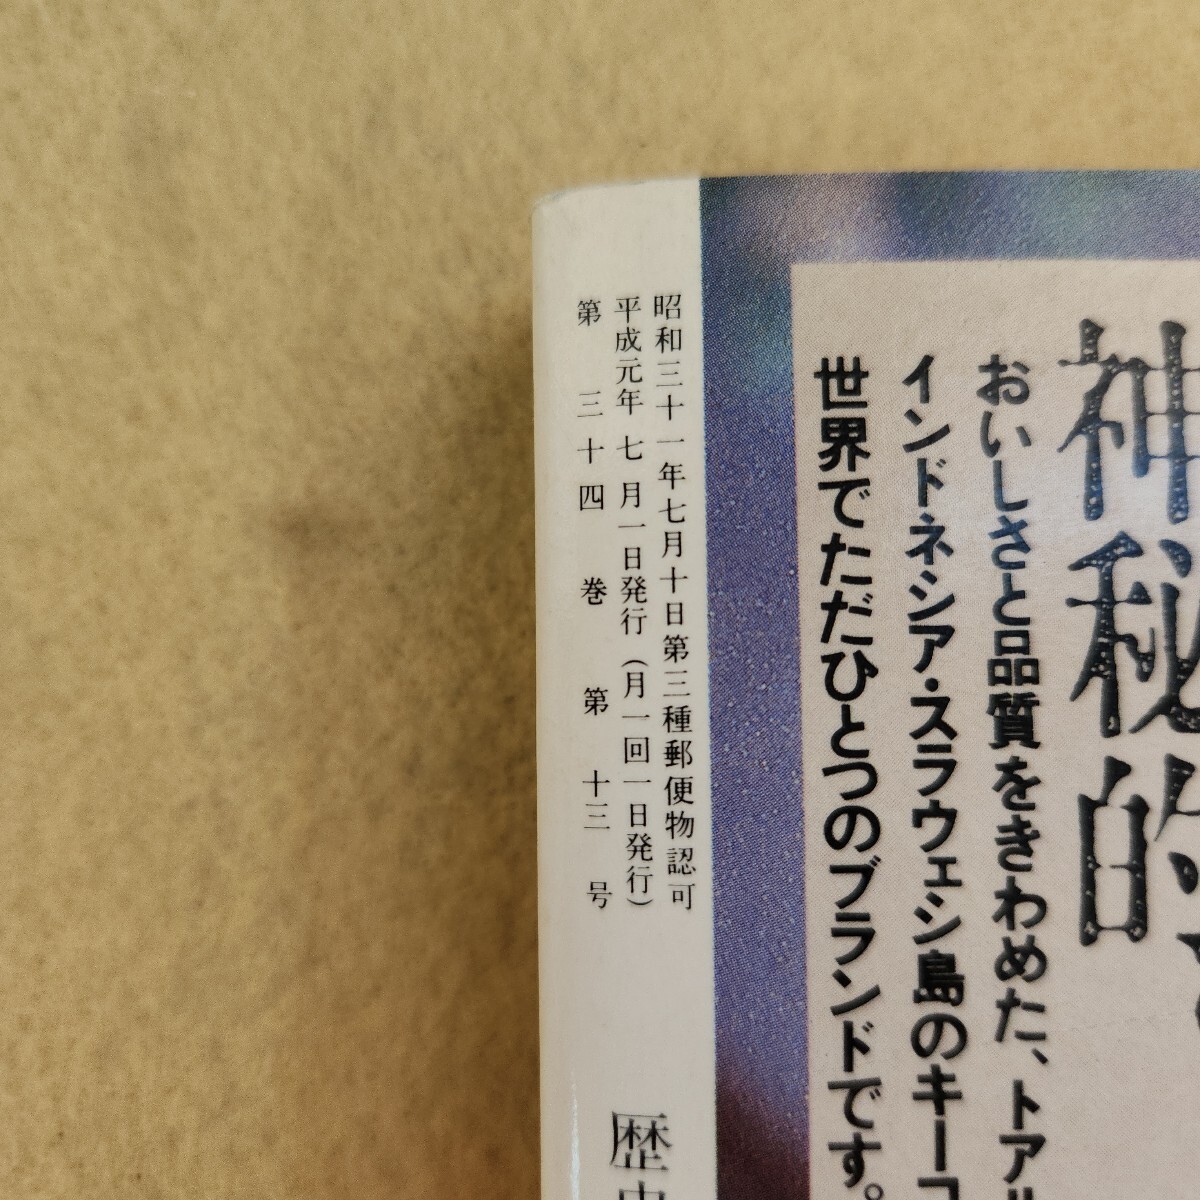 神秘的
おいしさと品質をきわめた、トアル
インドネシア・スラウェシ島のキーコ
世界でただひとつのブランドです。
昭和三十一年七月十日第三種郵便物認可
平成元年七月一日発行（月一回一日発行）
第三十四巻第十三号
歴史